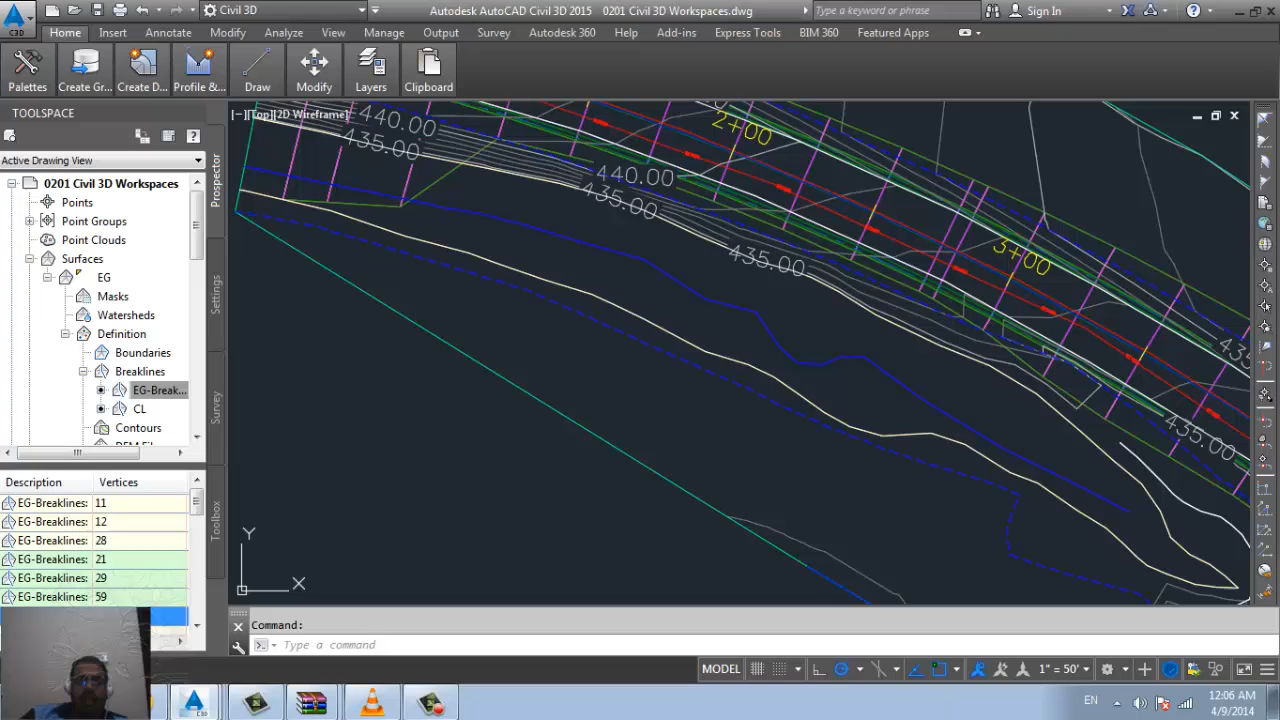 C3D
Civil 3D
Autodesk AutoCAD Civil 3D 2015 0201 Civil 3D Workspaces.dwg
Type a keyword or phrase
Sign In
Home Insert Annotate Modify Analyze View Manage Output Survey Autodesk 360 Help Add-ins Express Tools BIM 360 Featured Apps
Palettes Create Gr... Create D... Profile &... Draw Modify Layers Clipboard
TOOLSPACE
Active Drawing View
0201 Civil 3D Workspaces
Points
Point Groups
Point Clouds
Surfaces
EG
Masks
Watersheds
Definition
Boundaries
Breaklines
EG-Break...
CL
Contours
Description Vertices
EG-Breaklines: 11
EG-Breaklines: 12
EG-Breaklines: 28
EG-Breaklines: 21
EG-Breaklines: 29
EG-Breaklines: 59
Prospector
Settings
Survey
Toolbox
[−][Top][2D Wireframe]
440.00
435.00
440.00
435.00
2+00
435.00
3+00
435.00
Y
X
Command:
Type a command
MODEL
1" = 50'
C3D
EN
12:06 AM
4/9/2014